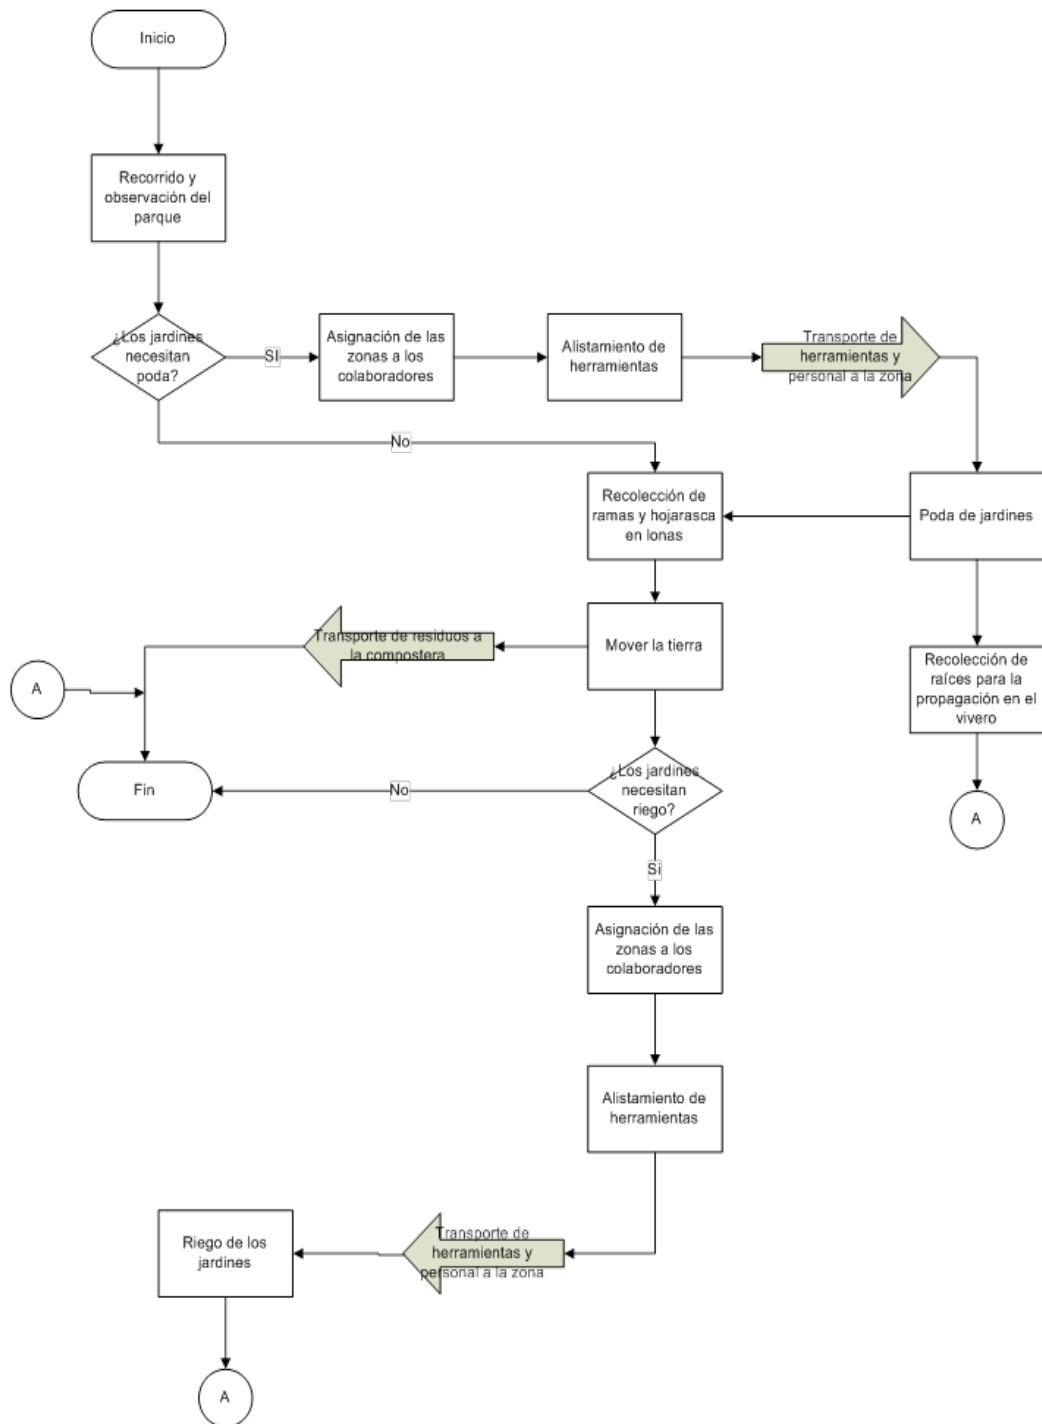 Inicio
Recorrido y
observación del
parque
¿Los jardines
necesitan
poda?
SI
Asignación de las
zonas a los
colaboradores
Alistamiento de
herramientas
Transporte de
herramientas y
personal a la zona
No
Recolección de
ramas y hojarasca
en lonas
Poda de jardines
Transporte de residuos a
la compostera
Mover la tierra
A
Recolección de
raíces para la
propagación en el
vivero
Fin
No
¿Los jardines
necesitan
riego?
A
Si
Asignación de las
zonas a los
colaboradores
Alistamiento de
herramientas
Riego de los
jardines
Transporte de
herramientas y
personal a la zona
A